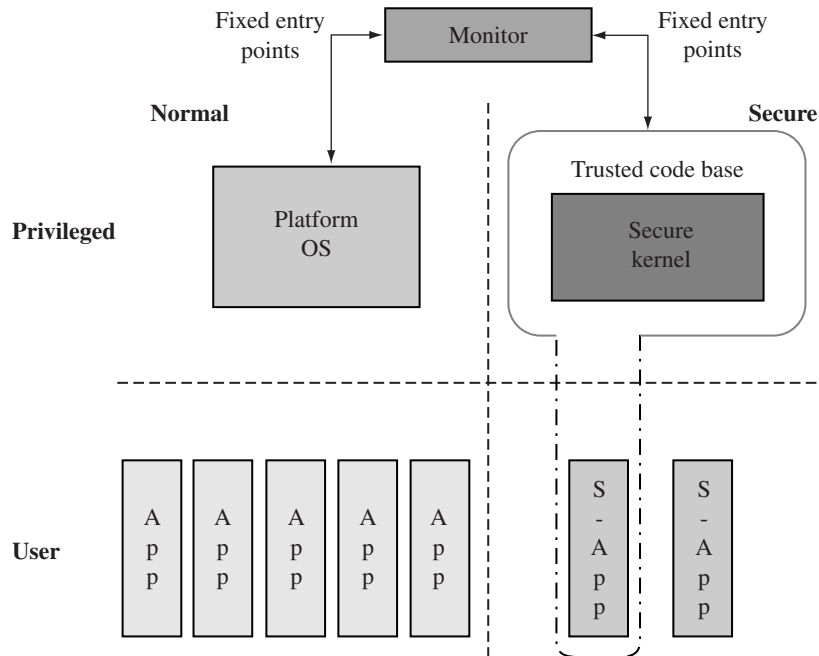 Fixed entry
points
Monitor
Fixed entry
points
Normal
Secure
Trusted code base
Privileged
Platform
OS
Secure
kernel
User
A
p
p
A
p
p
A
p
p
A
p
p
A
p
p
S
-
A
p
p
S
-
A
p
p